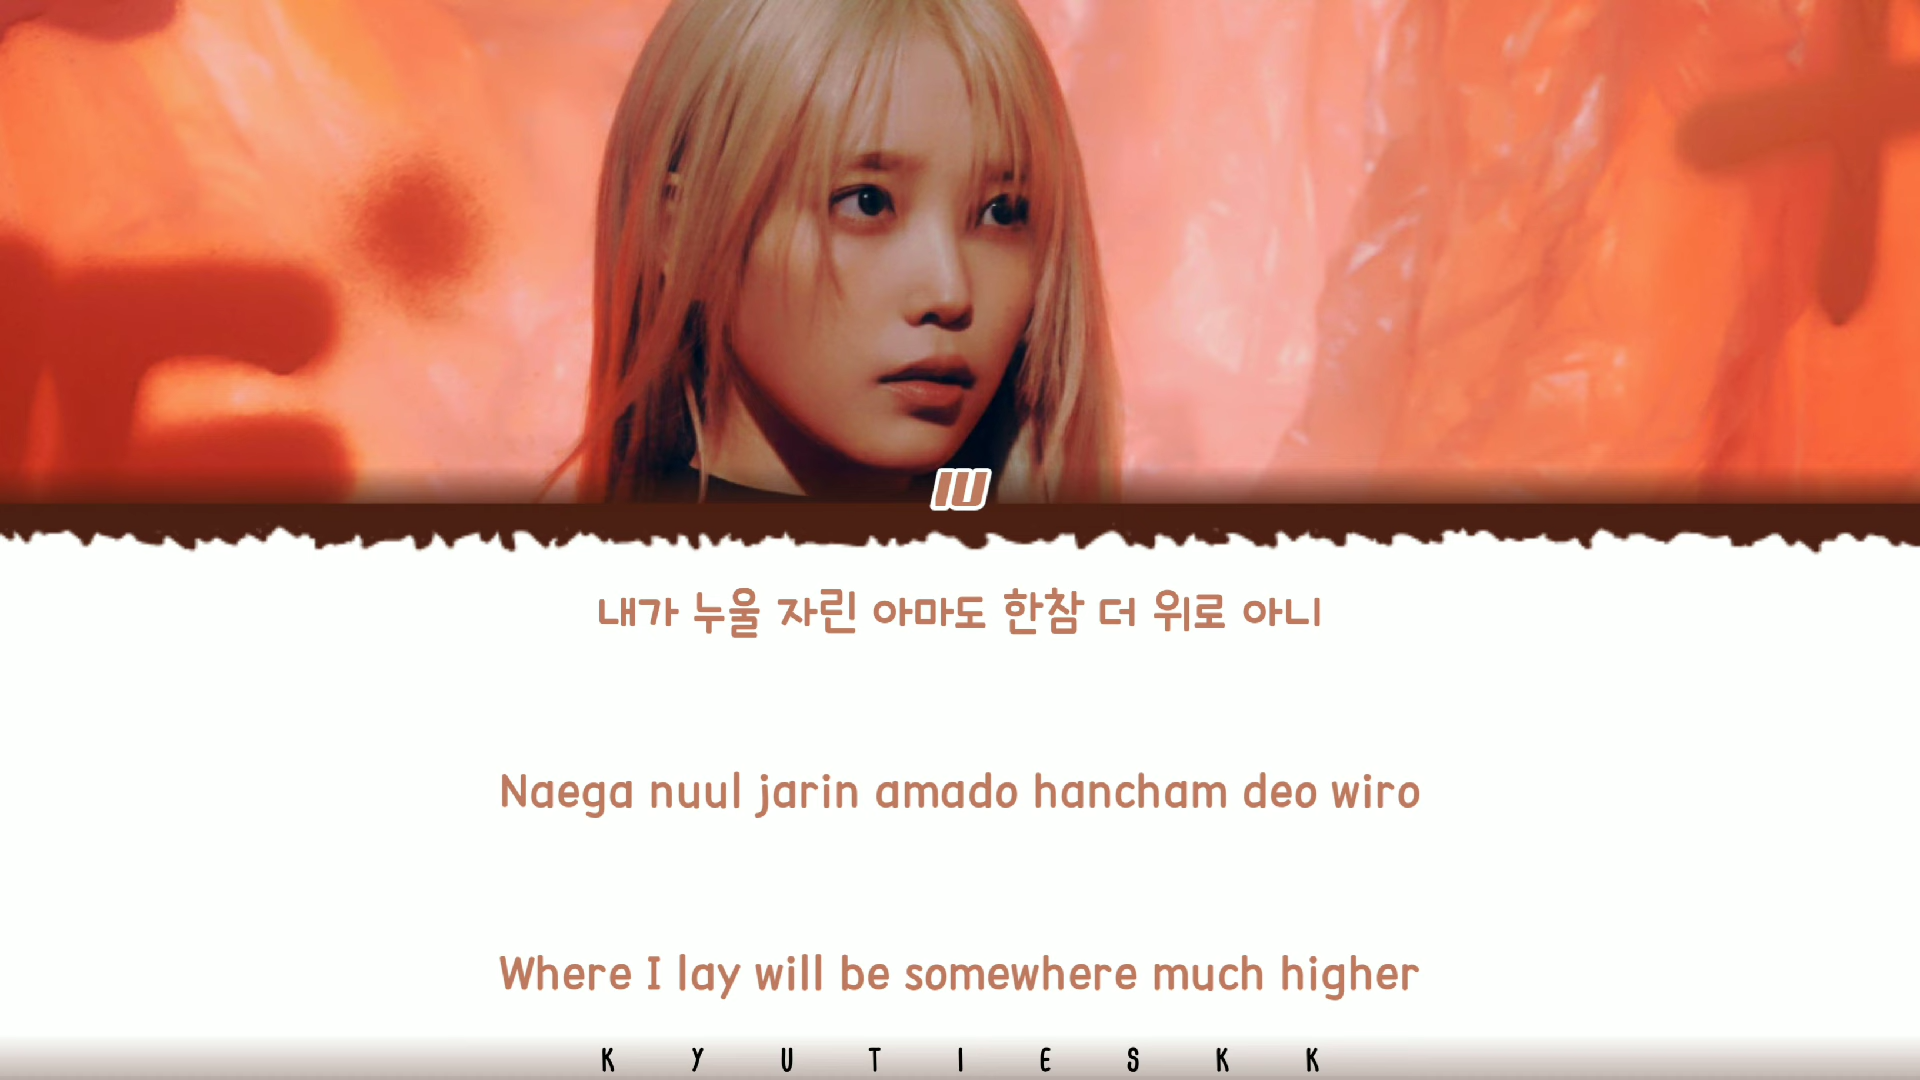 IU
내가 누울 자린 아마도 한참 더 위로 아니
Naega nuul jarin amado hancham deo wiro
Where I lay will be somewhere much higher
KYUTIESKK